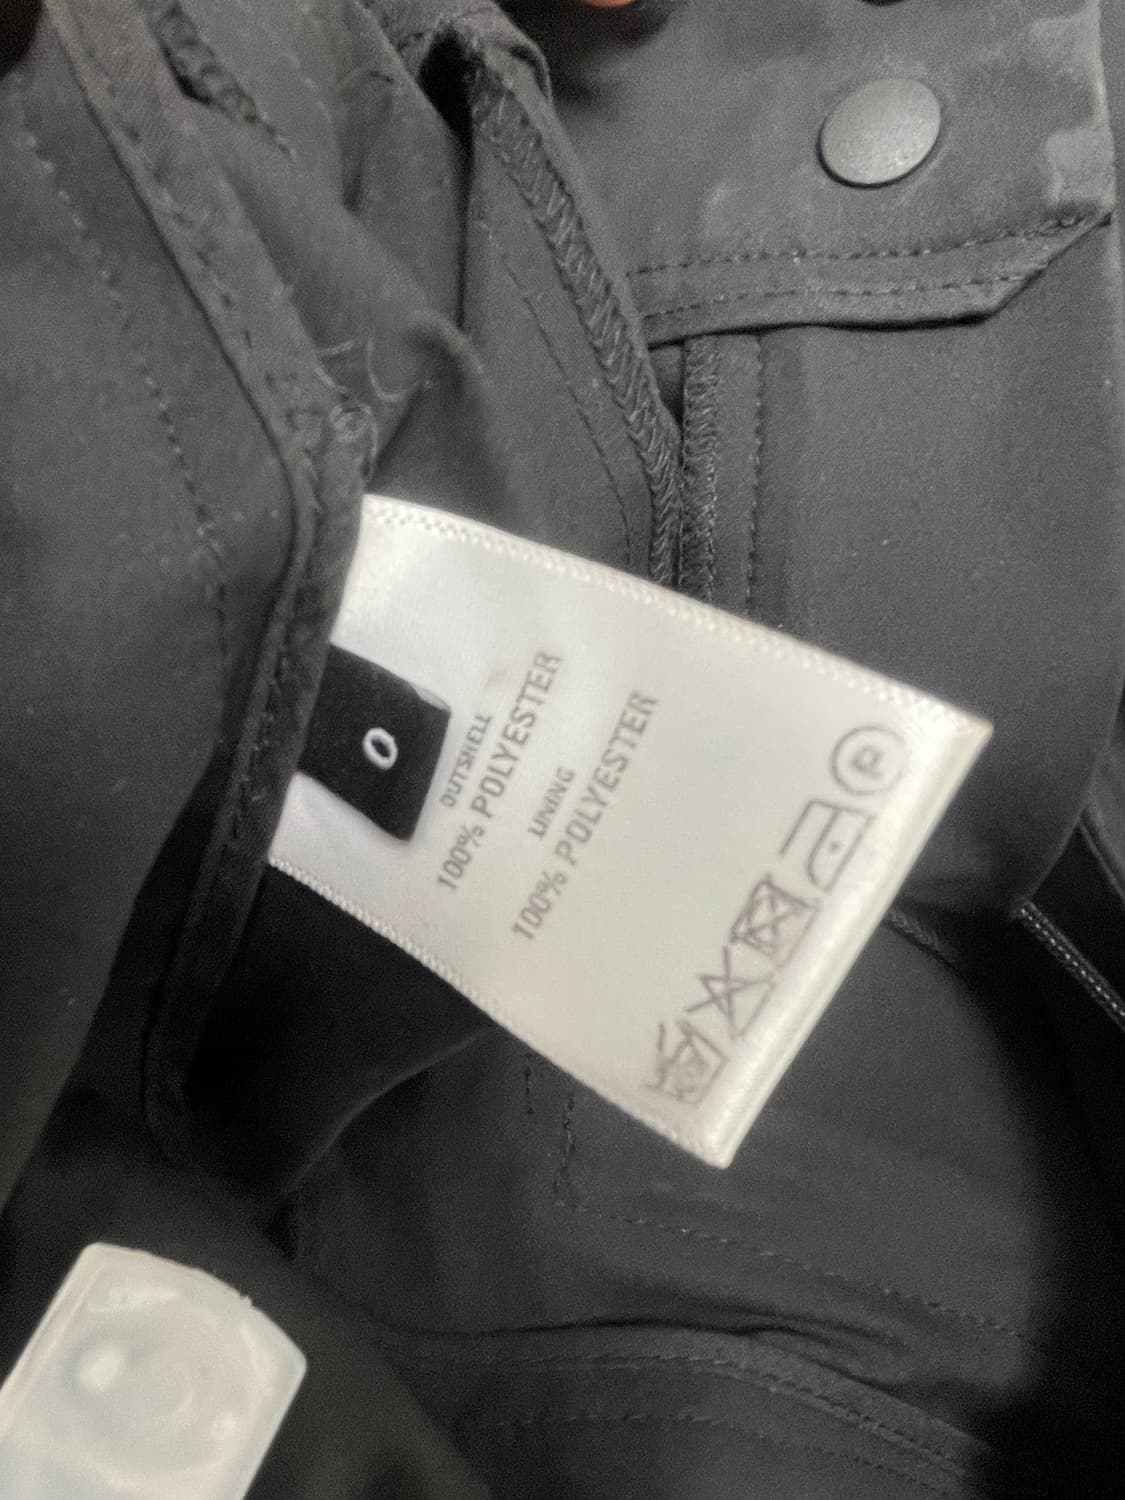 0
OUTSHELL
100% POLYESTER
LINING
100% POLYESTER
P